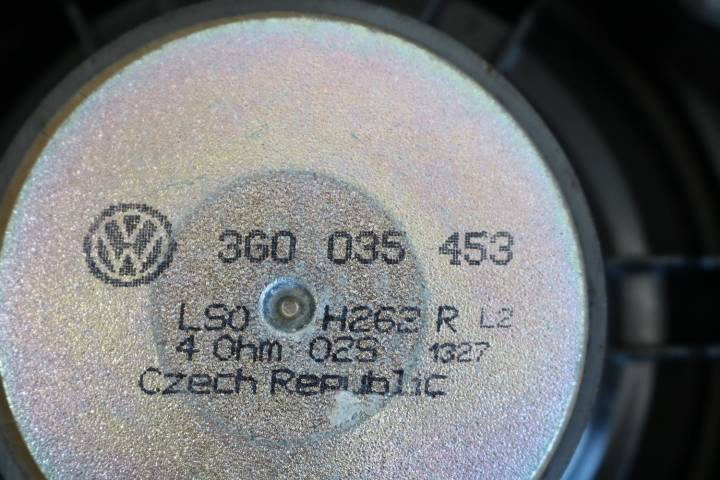 3G0 035 453
LS0 H262 R L2
4 Ohm 02S 1327
Czech Republic